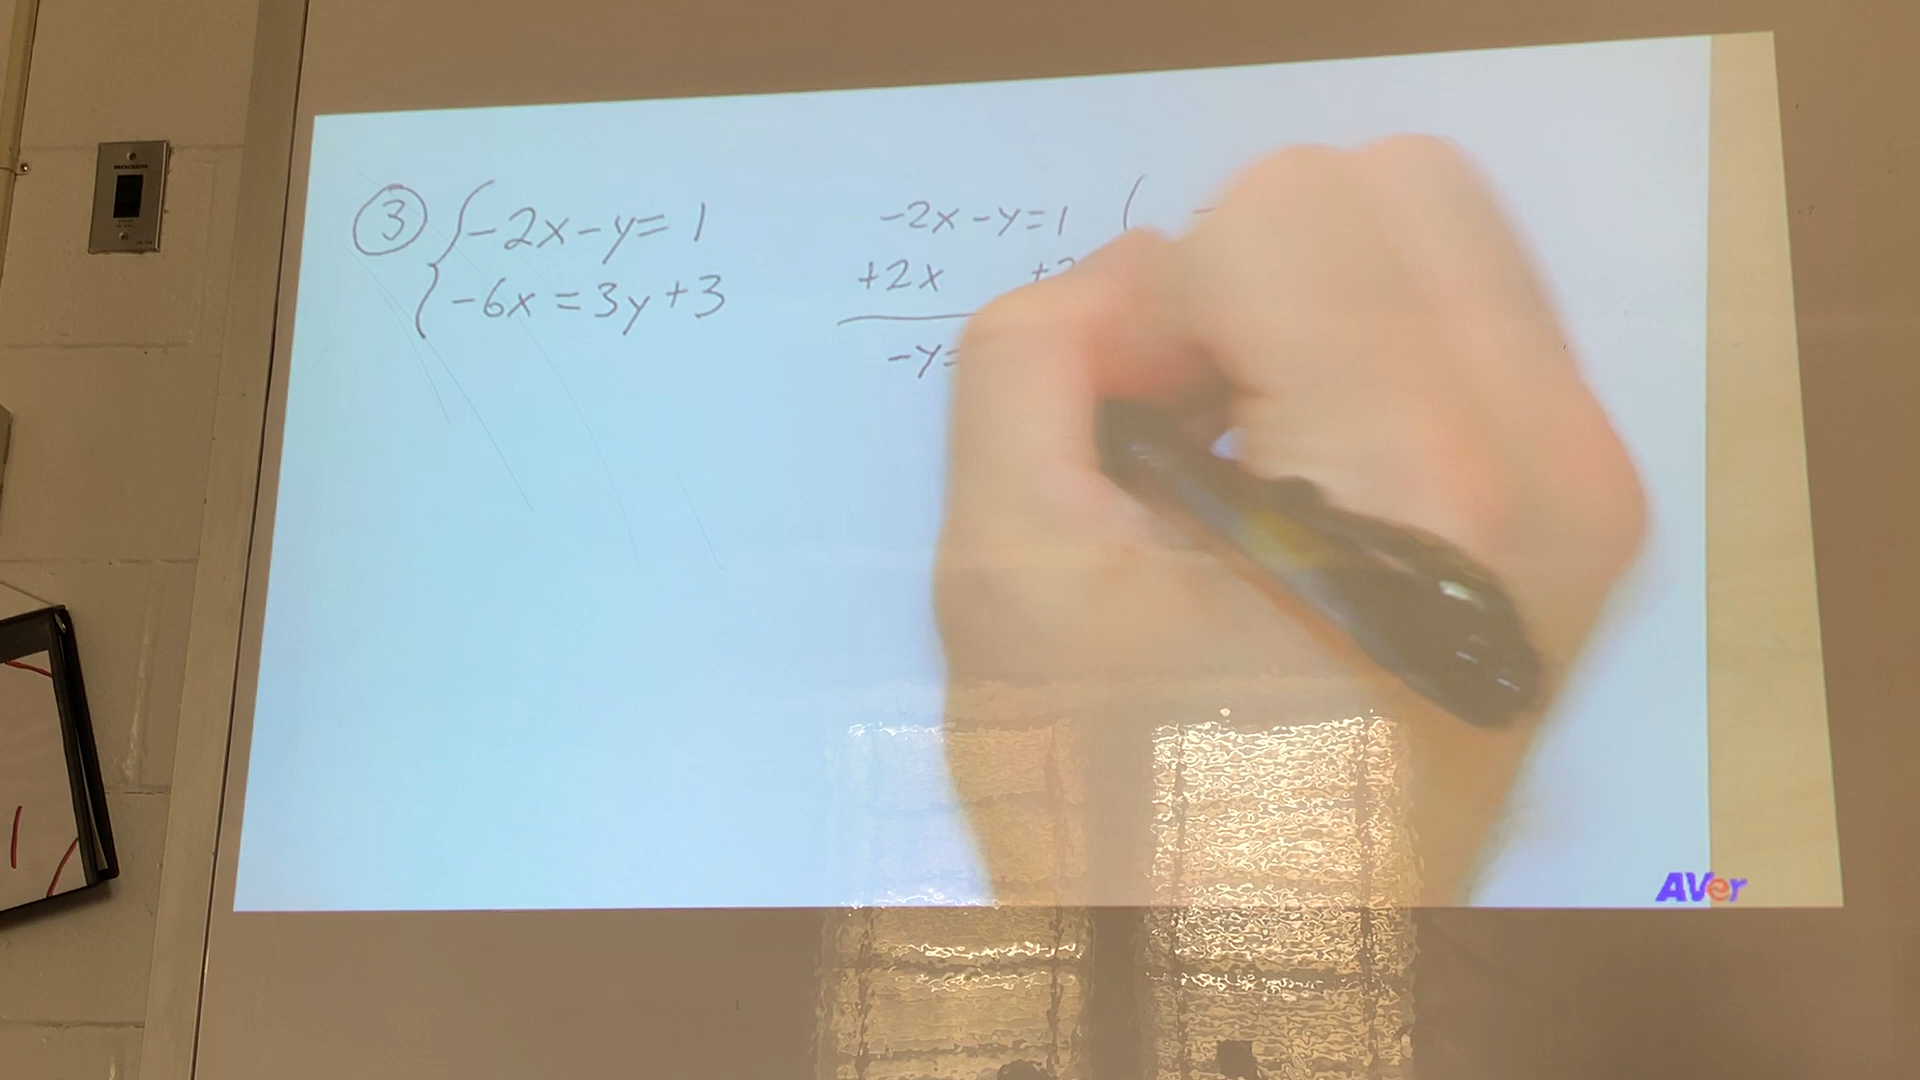 ③ { -2x-y=1
-6x=3y+3
-2x-y=1 (
+2x
-y=
AVer